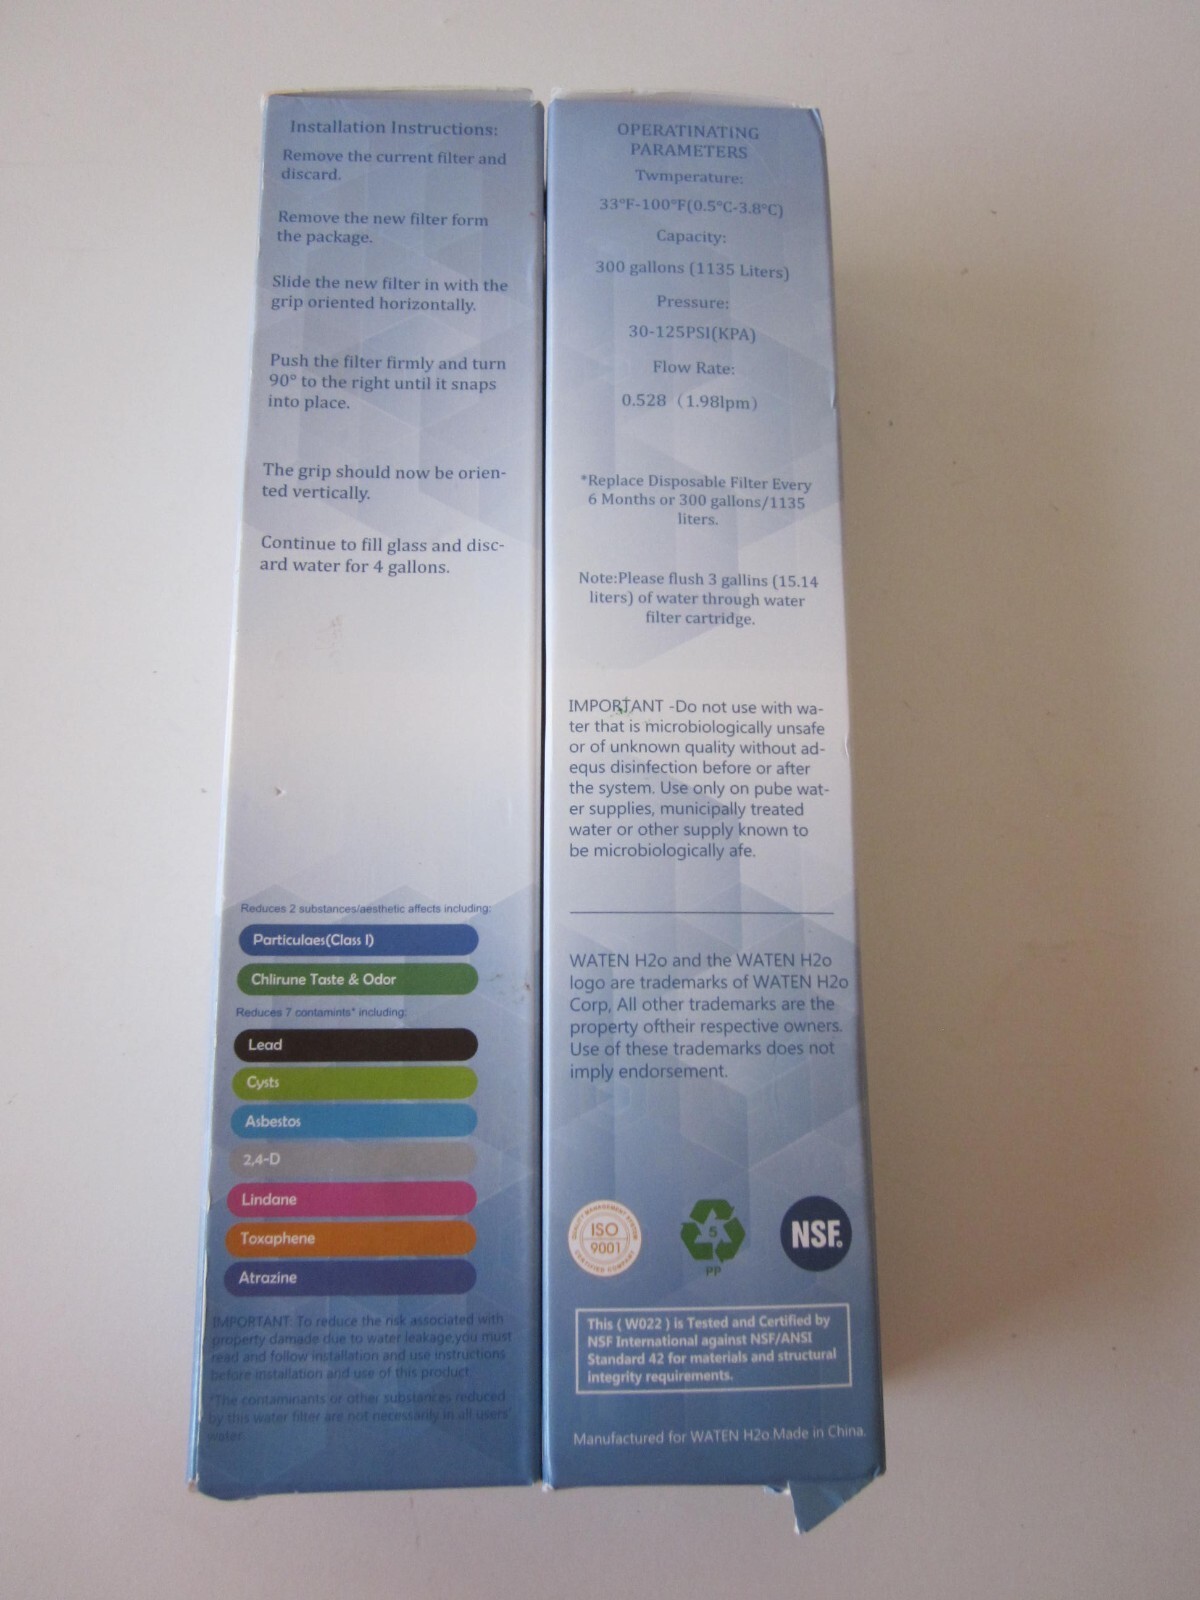 Installation Instructions:
Remove the current filter and
discard.
Remove the new filter form
the package.
Slide the new filter in with the
grip oriented horizontally.
Push the filter firmly and turn
90° to the right until it snaps
into place.
The grip should now be orien-
ted vertically.
Continue to fill glass and disc-
ard water for 4 gallons.
Reduces 2 substances/aesthetic affects including:
Particulaes(Class I)
Chlirune Taste & Odor
Reduces 7 contamints* including:
Lead
Cysts
Asbestos
2,4-D
Lindane
Toxaphene
Atrazine
IMPORTANT: To reduce the risk associated with
property damade due to water leakage,you must
read and follow installation and use instructions
before installation and use of this product.
*The contaminants or other substances reduced
by this water filter are not necessarily in all users'
water.
OPERATINATING
PARAMETERS
Twmperature:
33°F-100°F(0.5°C-3.8°C)
Capacity:
300 gallons (1135 Liters)
Pressure:
30-125PSI(KPA)
Flow Rate:
0.528 （1.98lpm）
*Replace Disposable Filter Every
6 Months or 300 gallons/1135
liters.
Note:Please flush 3 gallins (15.14
liters) of water through water
filter cartridge.
IMPORTANT -Do not use with wa-
ter that is microbiologically unsafe
or of unknown quality without ad-
equs disinfection before or after
the system. Use only on pube wat-
er supplies, municipally treated
water or other supply known to
be microbiologically afe.
WATEN H2o and the WATEN H2o
logo are trademarks of WATEN H2o
Corp, All other trademarks are the
property oftheir respective owners.
Use of these trademarks does not
imply endorsement.
QUALITY MANAGEMENT SYSTEM
ISO
9001
CERTIFIED COMPANY
5
PP
NSF.
This ( W022 ) is Tested and Certified by
NSF International against NSF/ANSI
Standard 42 for materials and structural
integrity requirements.
Manufactured for WATEN H2o.Made in China.